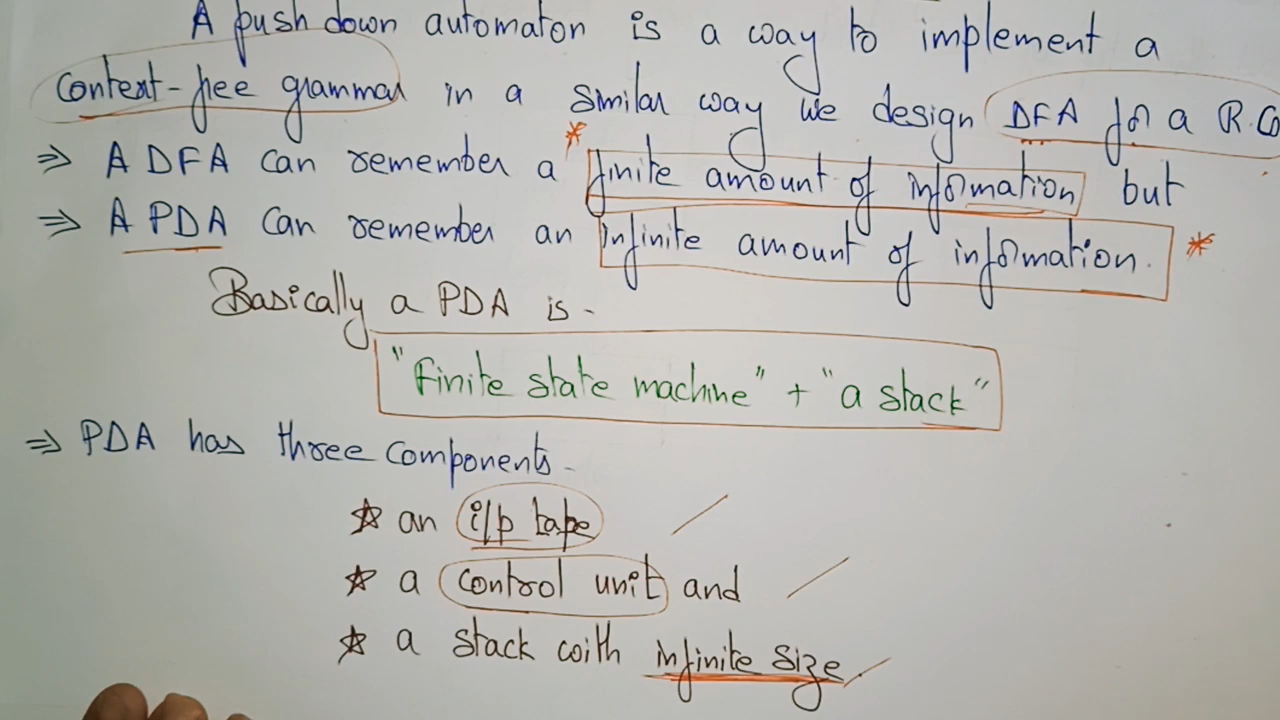 A push down automaton is a way to implement a
Context-free grammar in a similar way we design DFA for a R.G
⇒ A DFA can remember a * finite amount of information but
⇒ A PDA can remember an infinite amount of information. *
Basically a PDA is -
"finite state machine" + "a stack"
⇒ PDA has three components -
☆ an i/p tape
☆ a control unit and
☆ a stack with infinite size